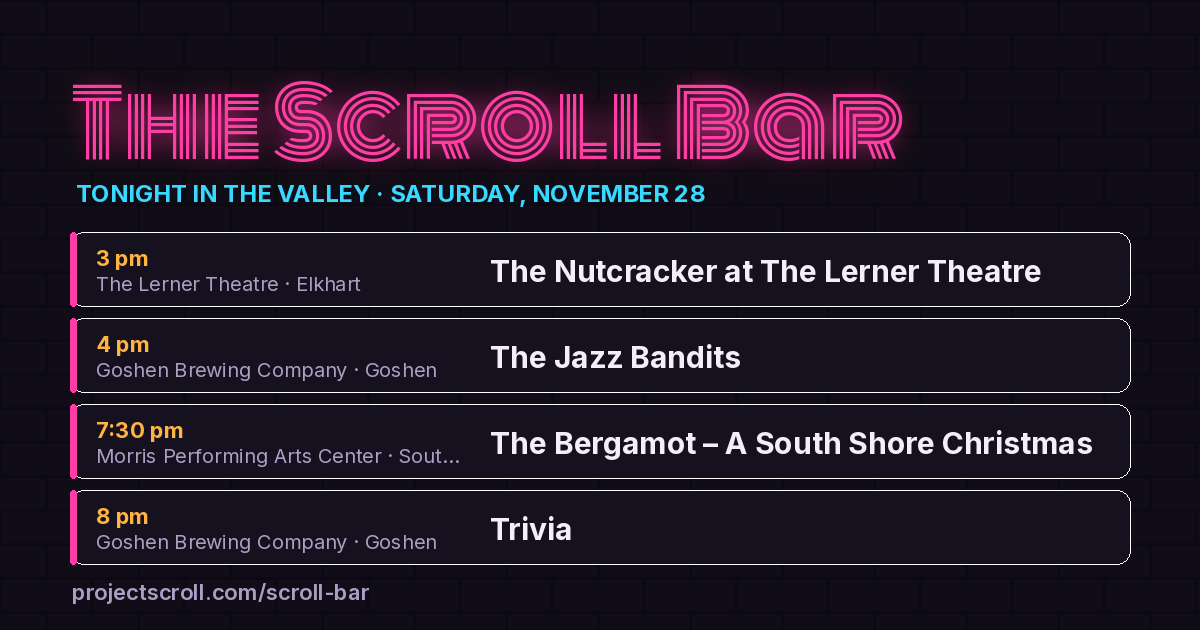 The Scroll Bar
TONIGHT IN THE VALLEY · SATURDAY, NOVEMBER 28
3 pm
The Lerner Theatre · Elkhart
The Nutcracker at The Lerner Theatre
4 pm
Goshen Brewing Company · Goshen
The Jazz Bandits
7:30 pm
Morris Performing Arts Center · Sout...
The Bergamot – A South Shore Christmas
8 pm
Goshen Brewing Company · Goshen
Trivia
projectscroll.com/scroll-bar